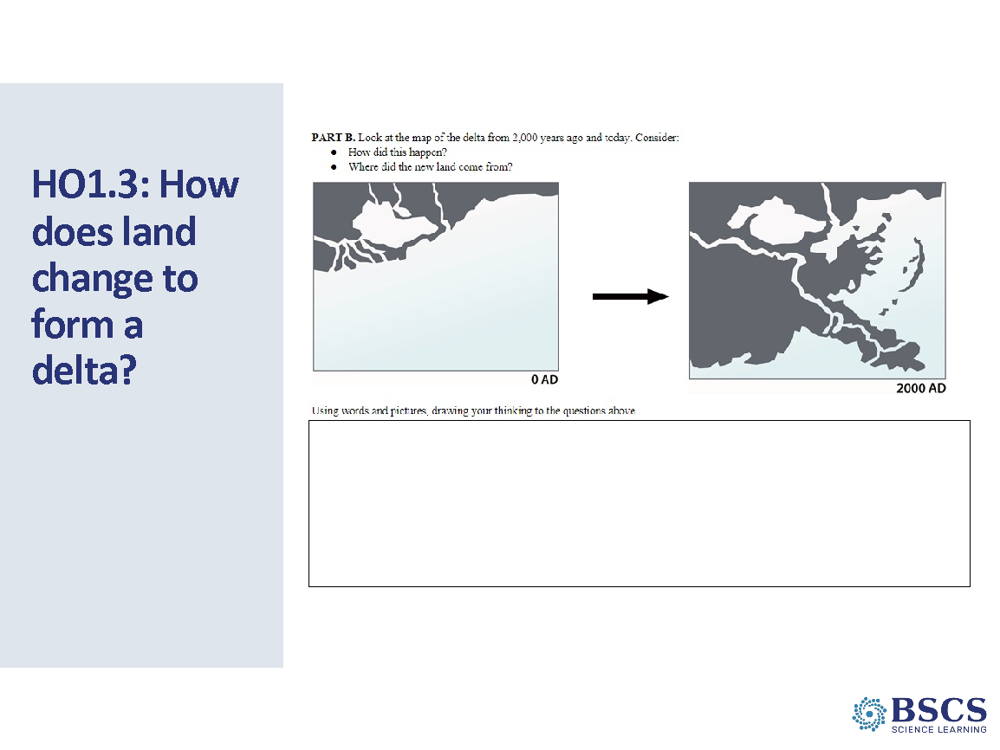 HO1.3: How
does land
change to
form a
delta?
PART B. Look at the map of the delta from 2,000 years ago and today. Consider:
● How did this happen?
● Where did the new land come from?
0 AD
2000 AD
Using words and pictures, drawing your thinking to the questions above
BSCS
SCIENCE LEARNING